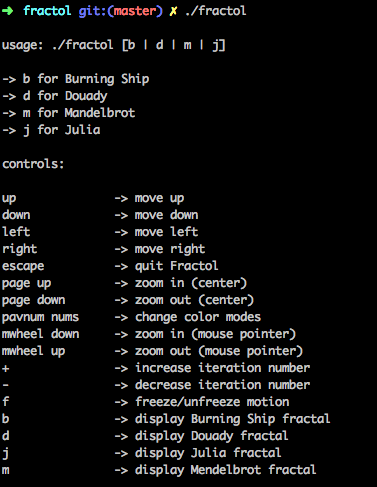 ➜ fractol git:(master) ✗ ./fractol
usage: ./fractol [b | d | m | j]
-> b for Burning Ship
-> d for Douady
-> m for Mandelbrot
-> j for Julia
controls:
up -> move up
down -> move down
left -> move left
right -> move right
escape -> quit Fractol
page up -> zoom in (center)
page down -> zoom out (center)
pavnum nums -> change color modes
mwheel down -> zoom in (mouse pointer)
mwheel up -> zoom out (mouse pointer)
+ -> increase iteration number
- -> decrease iteration number
f -> freeze/unfreeze motion
b -> display Burning Ship fractal
d -> display Douady fractal
j -> display Julia fractal
m -> display Mendelbrot fractal